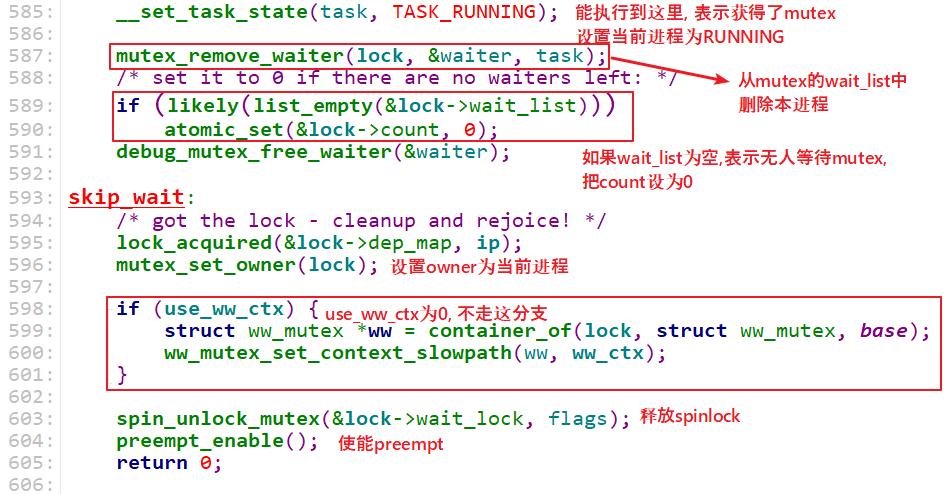 585:     __set_task_state(task, TASK_RUNNING); 能执行到这里, 表示获得了mutex
586: 设置当前进程为RUNNING
587:     mutex_remove_waiter(lock, &waiter, task);
588:     /* set it to 0 if there are no waiters left: */ 从mutex的wait_list中
589:     if (likely(list_empty(&lock->wait_list))) 删除本进程
590:         atomic_set(&lock->count, 0);
591:     debug_mutex_free_waiter(&waiter); 如果wait_list为空,表示无人等待mutex,
592: 把count设为0
593: skip_wait:
594:     /* got the lock - cleanup and rejoice! */
595:     lock_acquired(&lock->dep_map, ip);
596:     mutex_set_owner(lock); 设置owner为当前进程
597:
598:     if (use_ww_ctx) { use_ww_ctx为0, 不走这分支
599:         struct ww_mutex *ww = container_of(lock, struct ww_mutex, base);
600:         ww_mutex_set_context_slowpath(ww, ww_ctx);
601:     }
602:
603:     spin_unlock_mutex(&lock->wait_lock, flags); 释放spinlock
604:     preempt_enable(); 使能preempt
605:     return 0;
606: